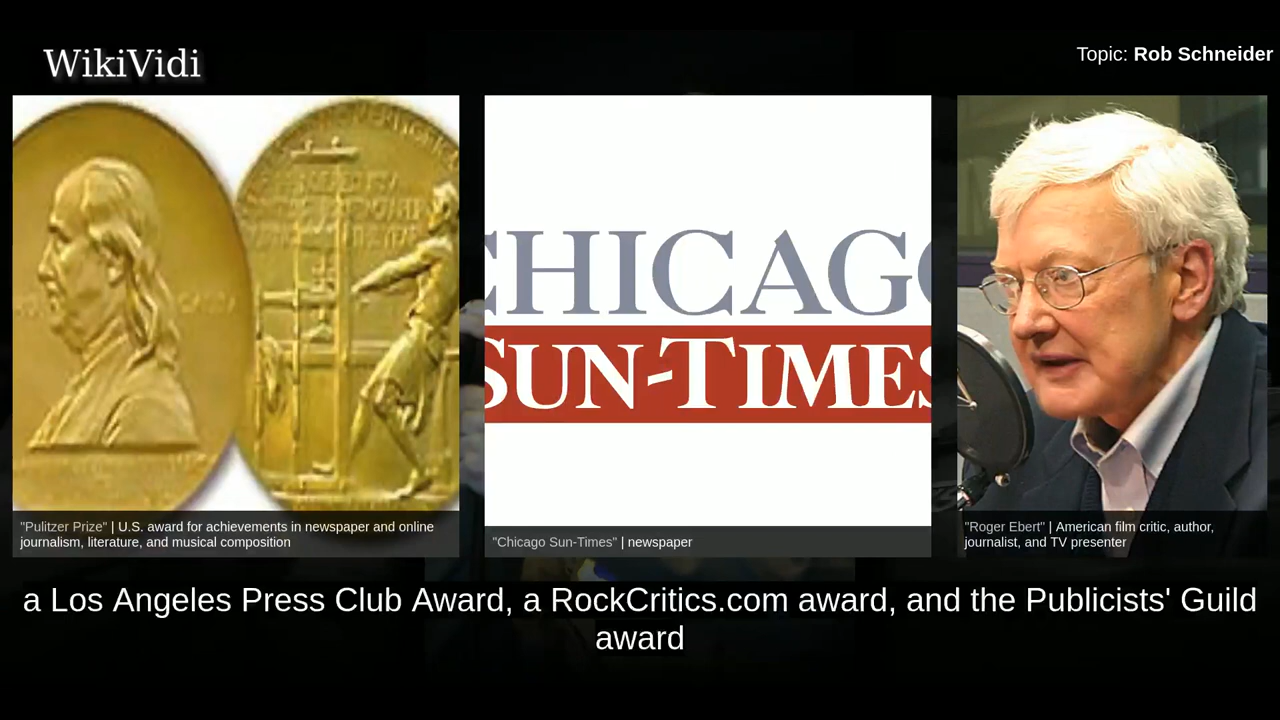 WikiVidi
Topic: Rob Schneider
CHICAGO
SUN-TIMES
"Pulitzer Prize" | U.S. award for achievements in newspaper and online
journalism, literature, and musical composition
"Chicago Sun-Times" | newspaper
"Roger Ebert" | American film critic, author,
journalist, and TV presenter
a Los Angeles Press Club Award, a RockCritics.com award, and the Publicists' Guild
award